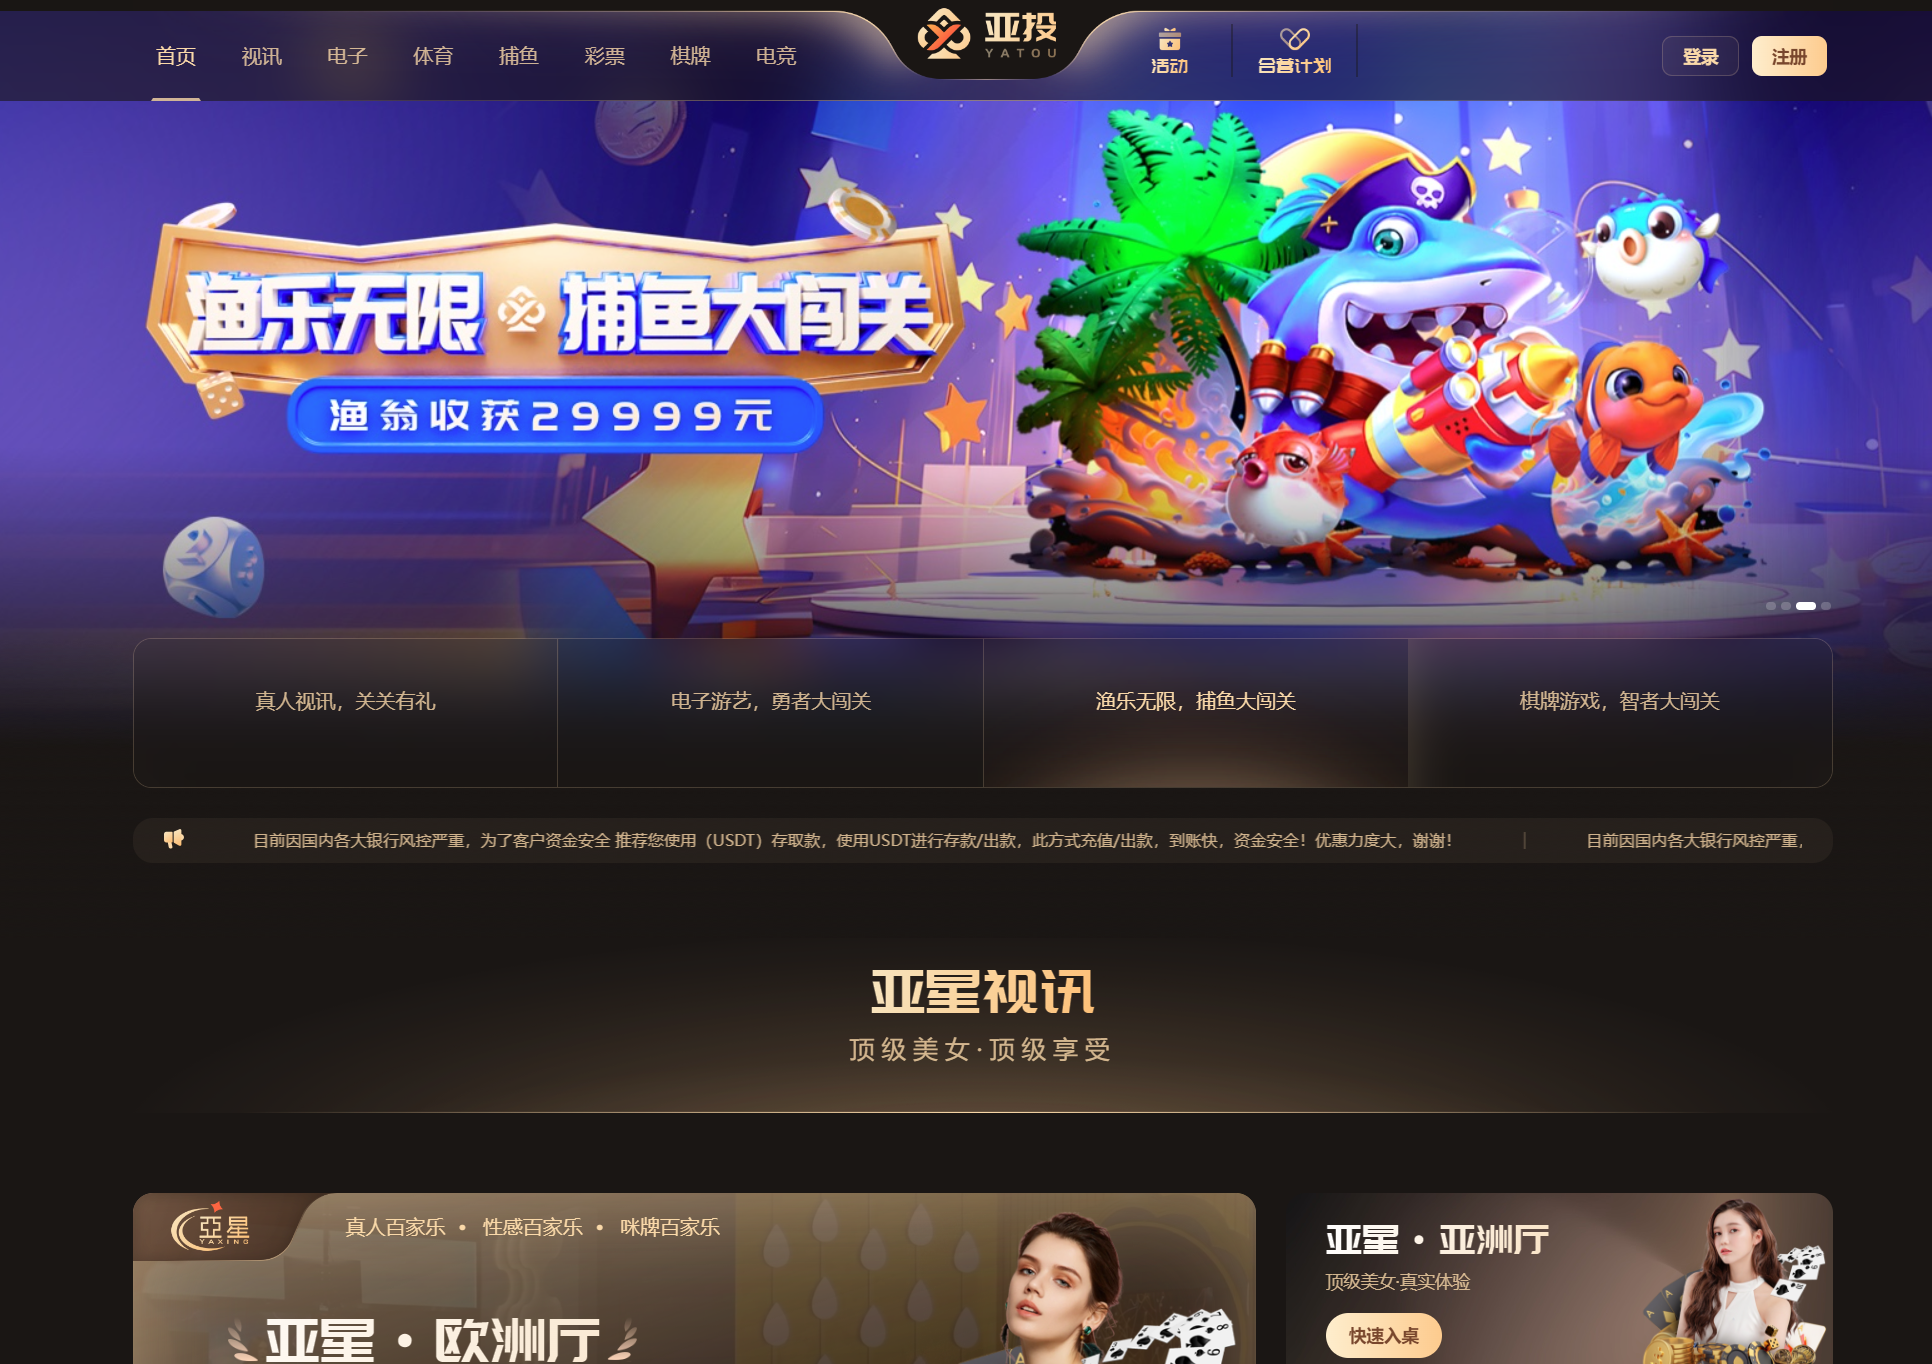 首页 视讯 电子 体育 捕鱼 彩票 棋牌 电竞
亚投
YATOU
活动 合营计划
登录 注册
渔乐无限 捕鱼大闯关
渔翁收获29999元
真人视讯，关关有礼
电子游艺，勇者大闯关
渔乐无限，捕鱼大闯关
棋牌游戏，智者大闯关
目前因国内各大银行风控严重，为了客户资金安全 推荐您使用（USDT）存取款，使用USDT进行存款/出款，此方式充值/出款，到账快，资金安全！优惠力度大，谢谢！ | 目前因国内各大银行风控严重，
亚星视讯
顶级美女·顶级享受
亞星
YAXING
真人百家乐 • 性感百家乐 • 咪牌百家乐
亚星·欧洲厅
亚星·亚洲厅
顶级美女·真实体验
快速入桌